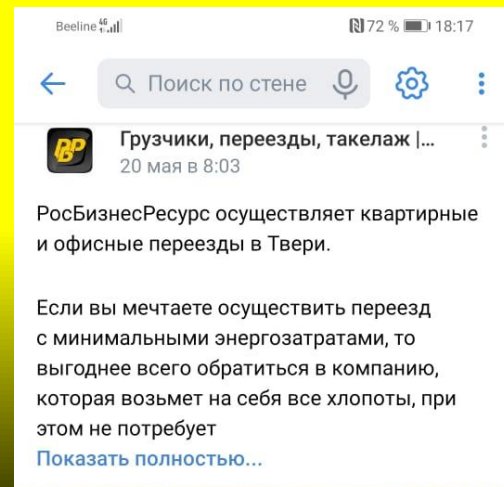 Beeline 4G 72 % 18:17
Поиск по стене
РБР Грузчики, переезды, такелаж |...
20 мая в 8:03
РосБизнесРесурс осуществляет квартирные
и офисные переезды в Твери.
Если вы мечтаете осуществить переезд
с минимальными энергозатратами, то
выгоднее всего обратиться в компанию,
которая возьмет на себя все хлопоты, при
этом не потребует
Показать полностью...